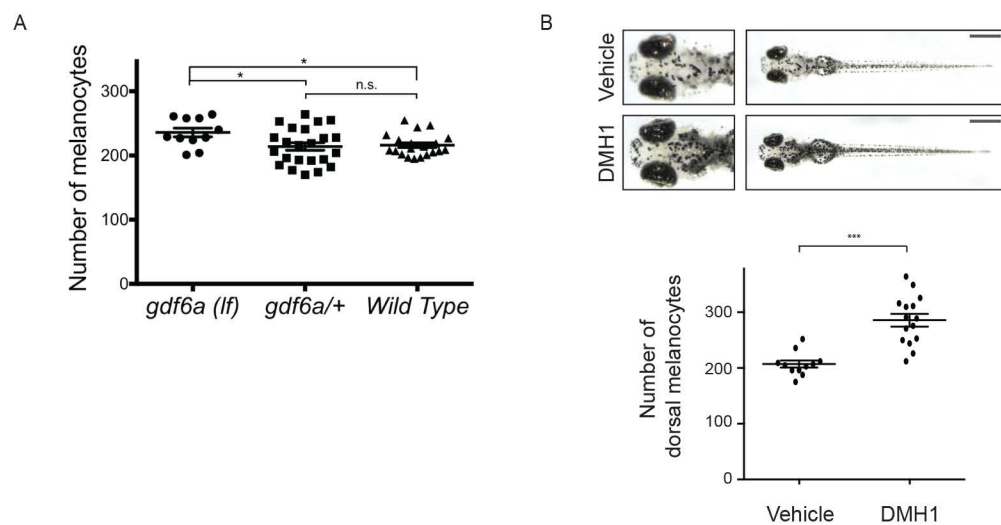 A
Number of melanocytes
300
200
100
0
*
*
n.s.
gdf6a (lf)
gdf6a/+
Wild Type
B
Vehicle
DMH1
***
Number of
dorsal melanocytes
300
200
100
0
Vehicle
DMH1